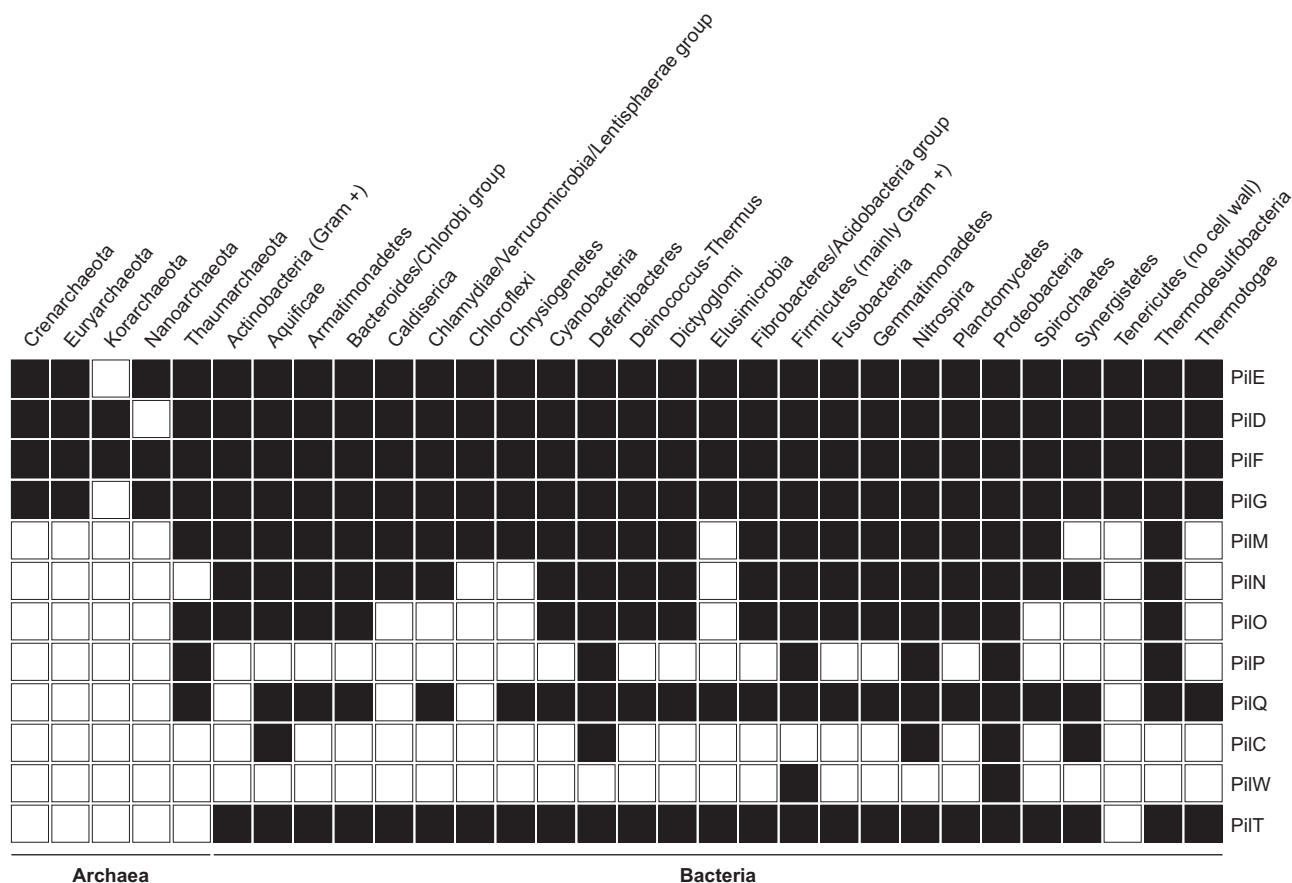 Crenarchaeota
Euryarchaeota
Korarchaeota
Nanoarchaeota
Thaumarchaeota
Actinobacteria (Gram +)
Aquificae
Armatimonadetes
Bacteroides/Chlorobi group
Caldiserica
Chlamydiae/Verrucomicrobia/Lentisphaerae group
Chloroflexi
Chrysiogenetes
Cyanobacteria
Deferribacteres
Deinococcus-Thermus
Dictyoglomi
Elusimicrobia
Fibrobacteres/Acidobacteria group
Firmicutes (mainly Gram +)
Fusobacteria
Gemmatimonadetes
Nitrospira
Planctomycetes
Proteobacteria
Spirochaetes
Synergistetes
Tenericutes (no cell wall)
Thermodesulfobacteria
Thermotogae
PilE
PilD
PilF
PilG
PilM
PilN
PilO
PilP
PilQ
PilC
PilW
PilT
Archaea
Bacteria